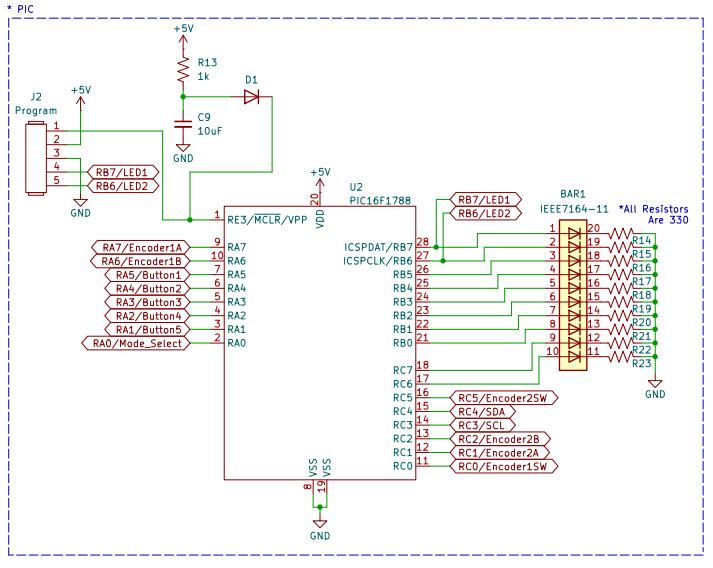 * PIC
+5V
R13
1k
D1
J2
Program
+5V
C9
10uF
GND
1
2
3
4
5
RB7/LED1
RB6/LED2
GND
+5V
U2
PIC16F1788
20
VDD
1
RE3/MCLR/VPP
9
RA7
RA7/Encoder1A
10
RA6
RA6/Encoder1B
7
RA5
RA5/Button1
6
RA4
RA4/Button2
5
RA3
RA3/Button3
4
RA2
RA2/Button4
3
RA1
RA1/Button5
2
RA0
RA0/Mode_Select
ICSPDAT/RB7
28
ICSPCLK/RB6
27
RB5
26
RB4
25
RB3
24
RB2
23
RB1
22
RB0
21
RC7
18
RC6
17
RC5
16
RC5/Encoder2SW
RC4
15
RC4/SDA
RC3
14
RC3/SCL
RC2
13
RC2/Encoder2B
RC1
12
RC1/Encoder2A
RC0
11
RC0/Encoder1SW
VSS
8
VSS
19
GND
RB7/LED1
RB6/LED2
BAR1
IEEE7164-11
*All Resistors
Are 330
1 20
R14
2 19
R15
3 18
R16
4 17
R17
5 16
R18
6 15
R19
7 14
R20
8 13
R21
9 12
R22
10 11
R23
GND